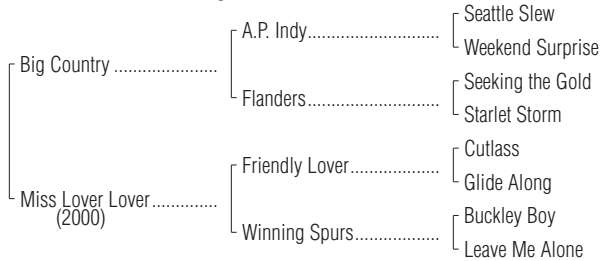 Seattle Slew
A.P. Indy..............................
Weekend Surprise
Big Country .....................
Seeking the Gold
Flanders..............................
Starlet Storm
Cutlass
Friendly Lover....................
Glide Along
Miss Lover Lover.............
(2000)
Buckley Boy
Winning Spurs...................
Leave Me Alone